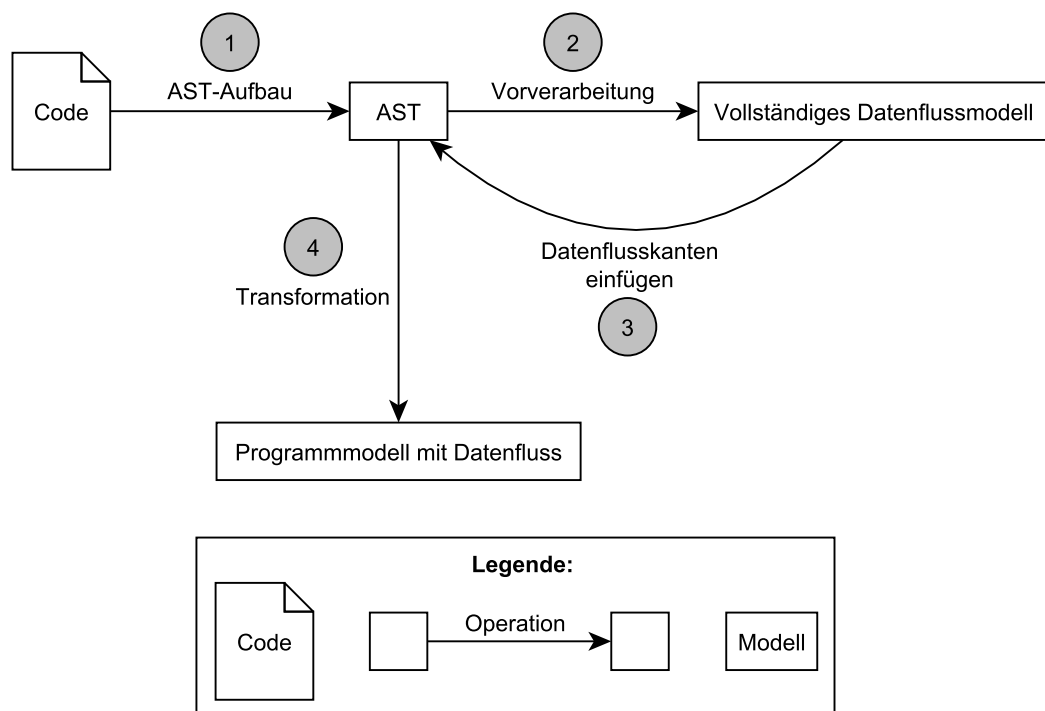 1
2
AST-Aufbau
Vorverarbeitung
Code
AST
Vollständiges Datenflussmodell
4
Transformation
Datenflusskanten
einfügen
3
Programmmodell mit Datenfluss
Legende:
Code
Operation
Modell